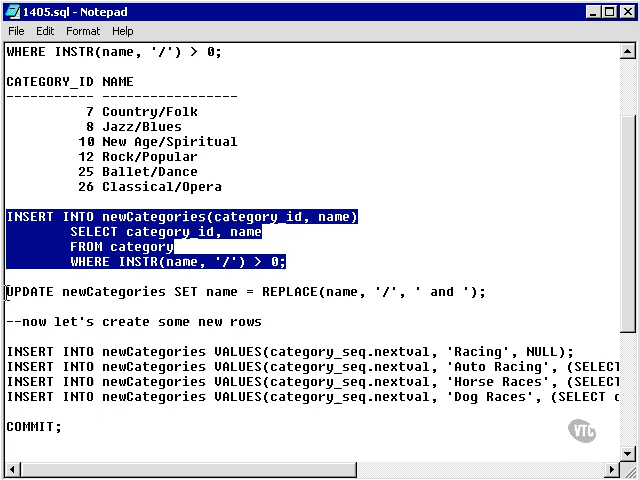 1405.sql - Notepad
File Edit Format Help
WHERE INSTR(name, '/') > 0;
CATEGORY_ID NAME
----------- -----------------
7 Country/Folk
8 Jazz/Blues
10 New Age/Spiritual
12 Rock/Popular
25 Ballet/Dance
26 Classical/Opera
INSERT INTO newCategories(category_id, name)
SELECT category_id, name
FROM category
WHERE INSTR(name, '/') > 0;
UPDATE newCategories SET name = REPLACE(name, '/', ' and ');
--now let's create some new rows
INSERT INTO newCategories VALUES(category_seq.nextval, 'Racing', NULL);
INSERT INTO newCategories VALUES(category_seq.nextval, 'Auto Racing', (SELECT
INSERT INTO newCategories VALUES(category_seq.nextval, 'Horse Races', (SELECT
INSERT INTO newCategories VALUES(category_seq.nextval, 'Dog Races', (SELECT
COMMIT;
VTC